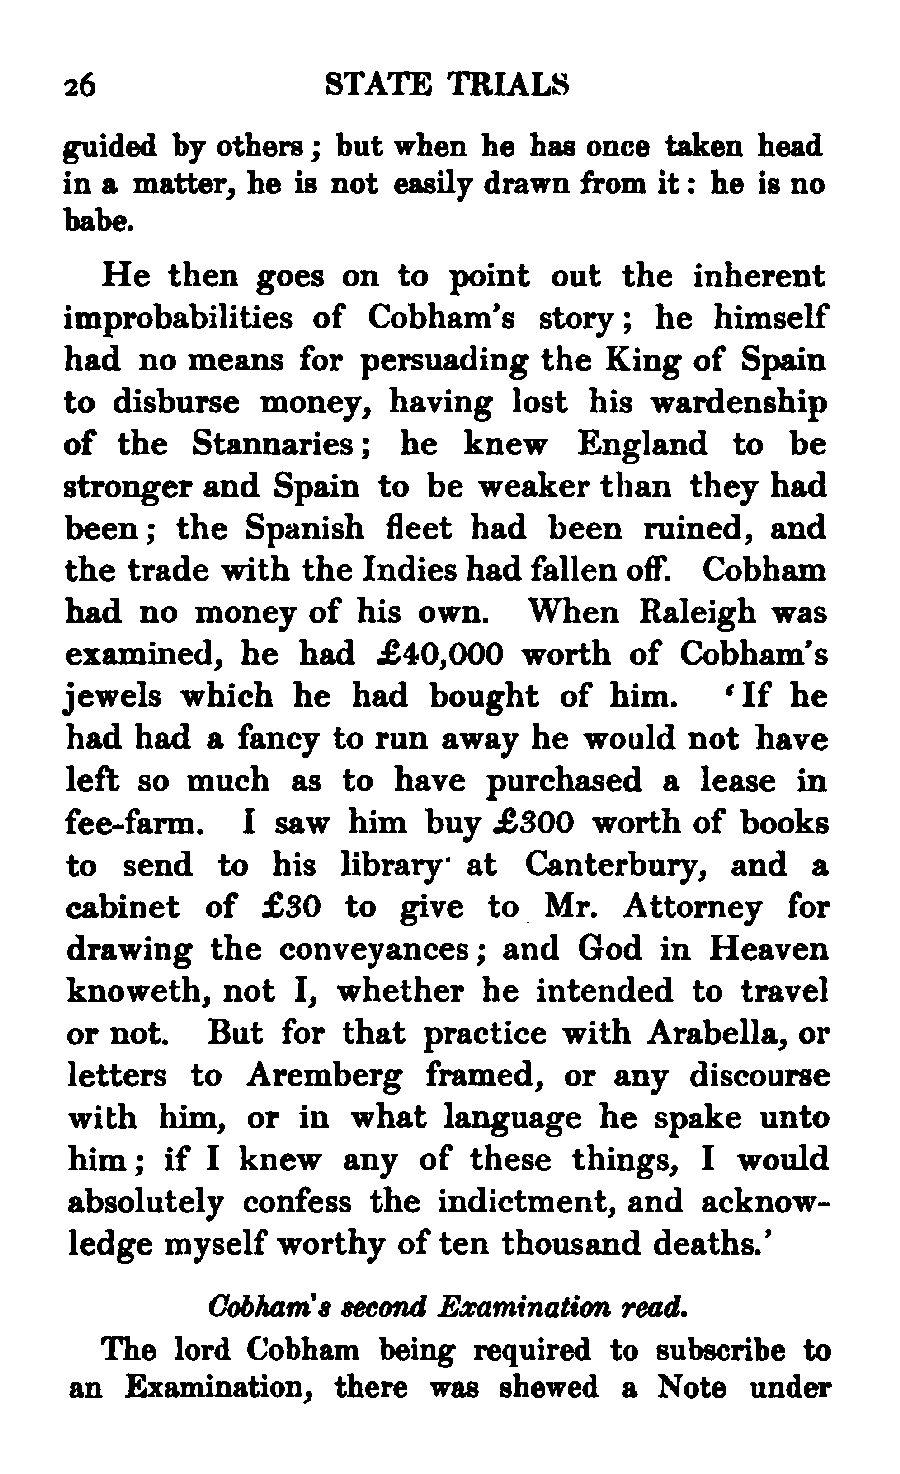 26 STATE TRIALS
guided by others; but when he has once taken head
in a matter, he is not easily drawn from it: he is no
babe.
He then goes on to point out the inherent
improbabilities of Cobham's story; he himself
had no means for persuading the King of Spain
to disburse money, having lost his wardenship
of the Stannaries; he knew England to be
stronger and Spain to be weaker than they had
been; the Spanish fleet had been ruined, and
the trade with the Indies had fallen off. Cobham
had no money of his own. When Raleigh was
examined, he had £40,000 worth of Cobham's
jewels which he had bought of him. 'If he
had had a fancy to run away he would not have
left so much as to have purchased a lease in
fee-farm. I saw him buy £300 worth of books
to send to his library at Canterbury, and a
cabinet of £30 to give to Mr. Attorney for
drawing the conveyances; and God in Heaven
knoweth, not I, whether he intended to travel
or not. But for that practice with Arabella, or
letters to Aremberg framed, or any discourse
with him, or in what language he spake unto
him; if I knew any of these things, I would
absolutely confess the indictment, and acknow-
ledge myself worthy of ten thousand deaths.'
Cobham's second Examination read.
The lord Cobham being required to subscribe to
an Examination, there was shewed a Note under